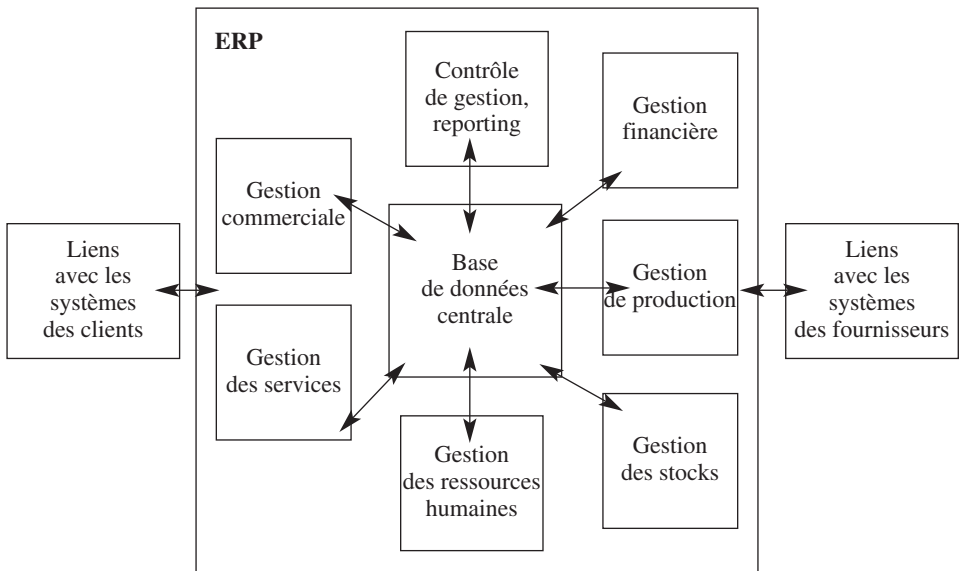 ERP
Contrôle
de gestion,
reporting
Gestion
financière
Gestion
commerciale
Liens
avec les
systèmes
des clients
Base
de données
centrale
Gestion
de production
Liens
avec les
systèmes
des fournisseurs
Gestion
des services
Gestion
des ressources
humaines
Gestion
des stocks